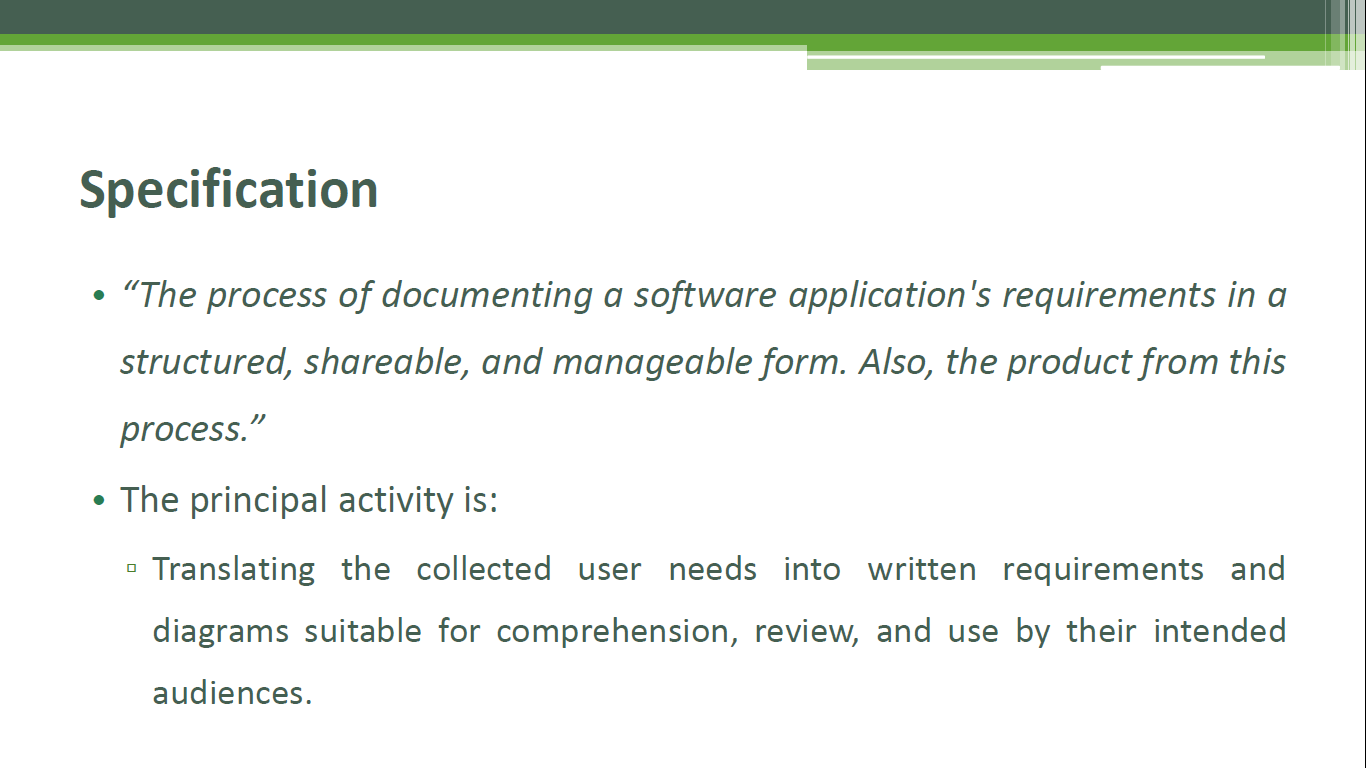 Specification
• “The process of documenting a software application's requirements in a
structured, shareable, and manageable form. Also, the product from this
process.”
• The principal activity is:
▫ Translating the collected user needs into written requirements and
diagrams suitable for comprehension, review, and use by their intended
audiences.